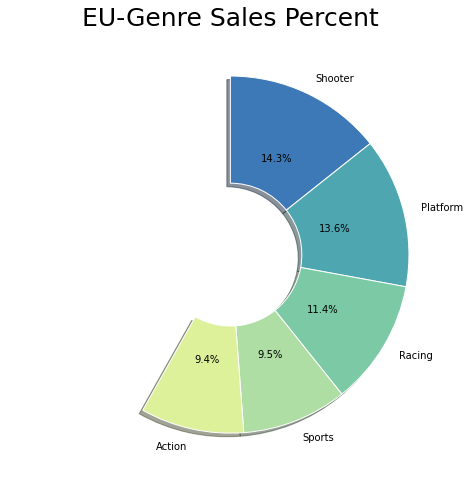 EU-Genre Sales Percent
Shooter
14.3%
Platform
13.6%
11.4%
Racing
9.5%
9.4%
Sports
Action